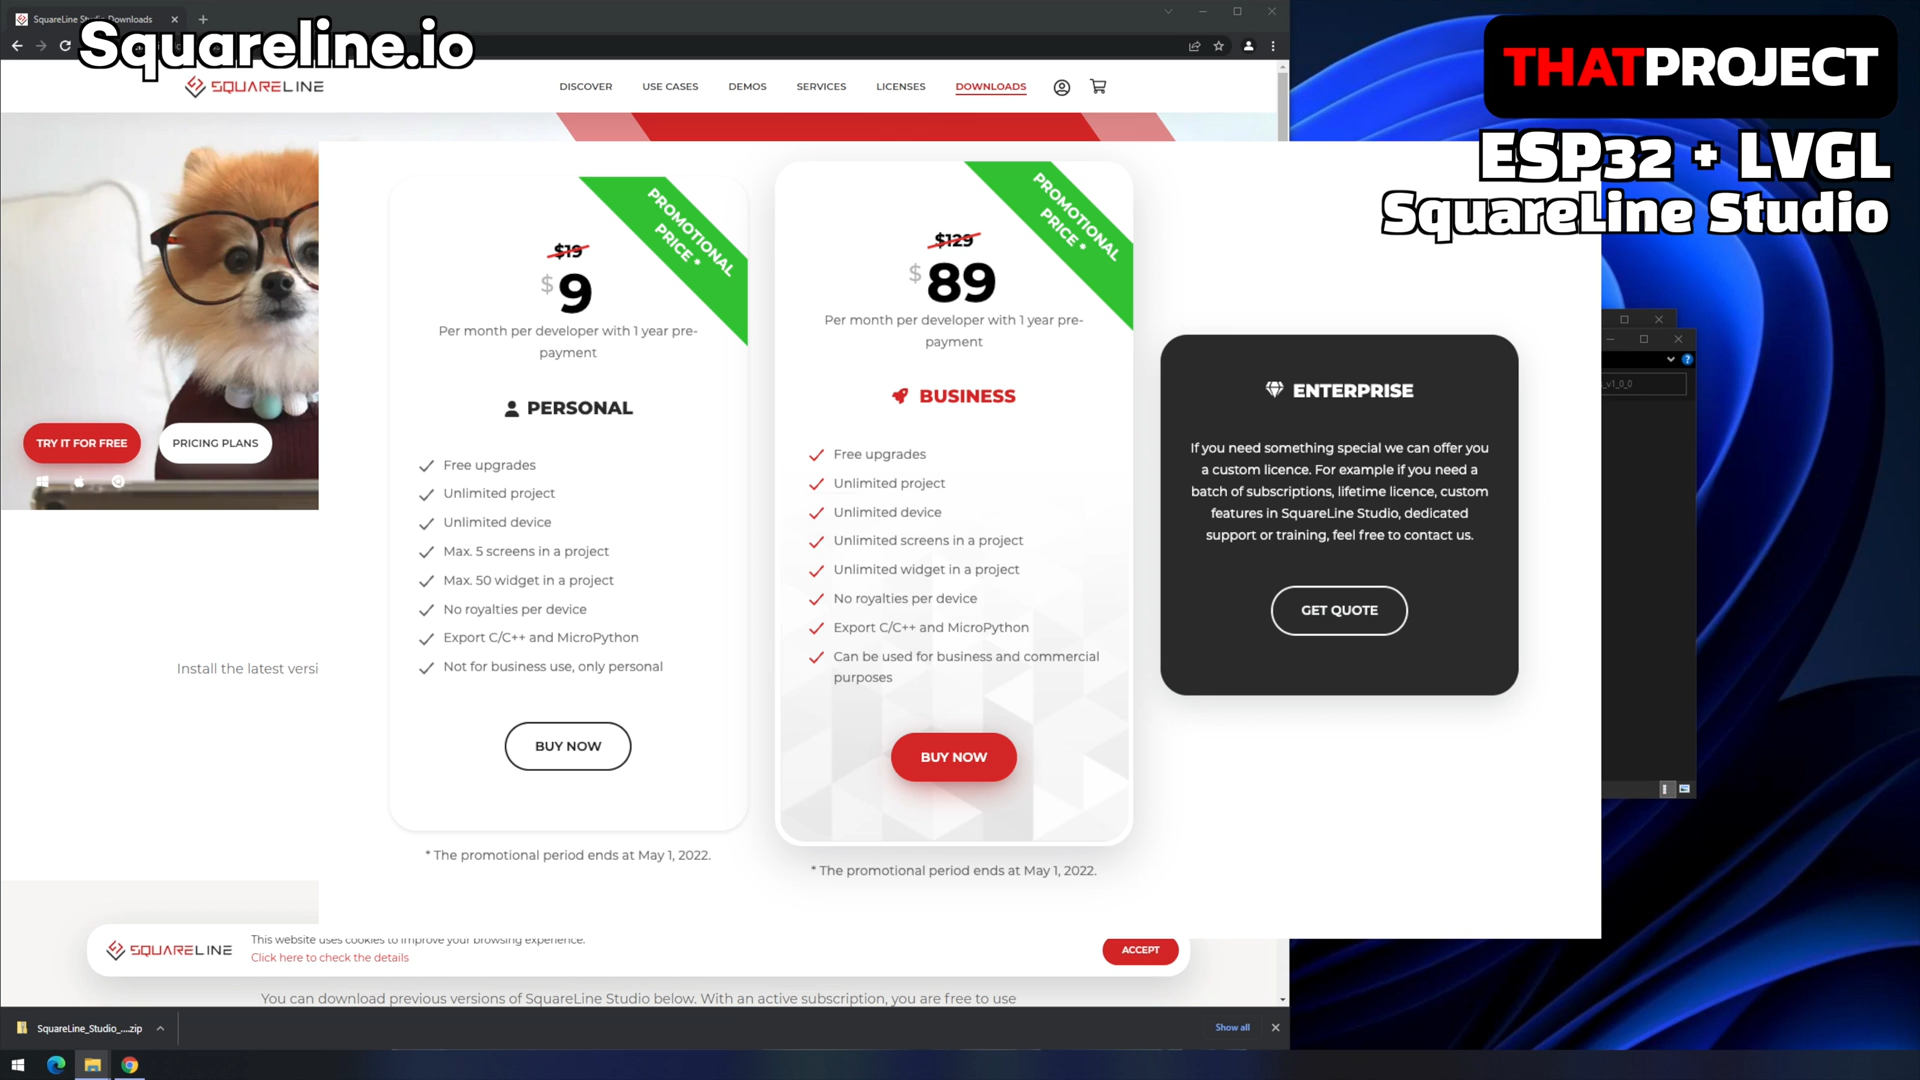 SquareLine Studio Downloads
Squareline.io
SQUARELINE
DISCOVER
USE CASES
DEMOS
SERVICES
LICENSES
DOWNLOADS
THATPROJECT
ESP32 + LVGL
SquareLine Studio
PROMOTIONAL
PRICE *
$19
$ 9
Per month per developer with 1 year pre-
payment
PERSONAL
Free upgrades
Unlimited project
Unlimited device
Max. 5 screens in a project
Max. 50 widget in a project
No royalties per device
Export C/C++ and MicroPython
Not for business use, only personal
BUY NOW
* The promotional period ends at May 1, 2022.
PROMOTIONAL
PRICE *
$129
$ 89
Per month per developer with 1 year pre-
payment
BUSINESS
Free upgrades
Unlimited project
Unlimited device
Unlimited screens in a project
Unlimited widget in a project
No royalties per device
Export C/C++ and MicroPython
Can be used for business and commercial
purposes
BUY NOW
* The promotional period ends at May 1, 2022.
ENTERPRISE
If you need something special we can offer you
a custom licence. For example if you need a
batch of subscriptions, lifetime licence, custom
features in SquareLine Studio, dedicated
support or training, feel free to contact us.
GET QUOTE
_v1_0_0
TRY IT FOR FREE
PRICING PLANS
Install the latest versi
SQUARELINE
This website uses cookies to improve your browsing experience.
Click here to check the details
ACCEPT
You can download previous versions of SquareLine Studio below. With an active subscription, you are free to use
SquareLine_Studio_....zip
Show all